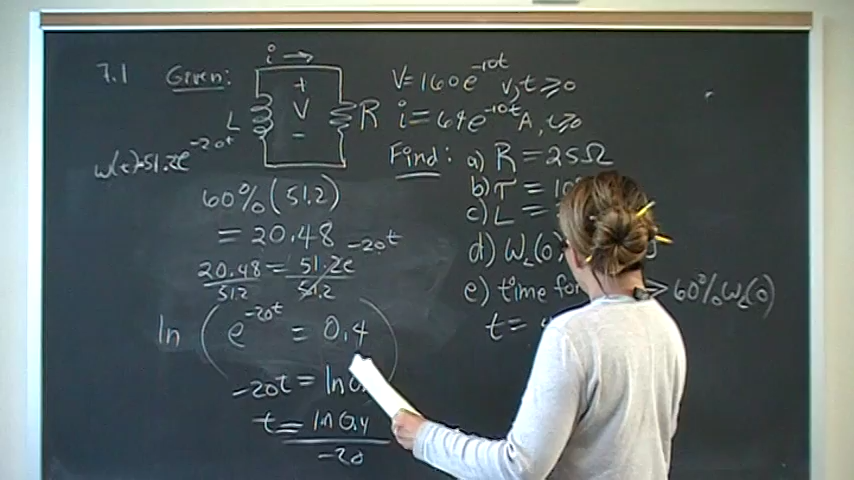 7.1 Given:
i →
+
V
−
L
R
V = 160e^-10t V, t ≥ 0
i = 6.4e^-10t A, t ≥ 0
w(t)=51.2e^-20t
Find: a) R = 25Ω
b) τ = 10
c) L =
d) W_L(0)
e) time for → 60% W_L(0)
t =
60% (51.2)
= 20.48
20.48 = 51.2e^-20t
51.2 51.2
ln ( e^-20t = 0.4 )
-20t = ln 0.
t = ln 0.4
-20